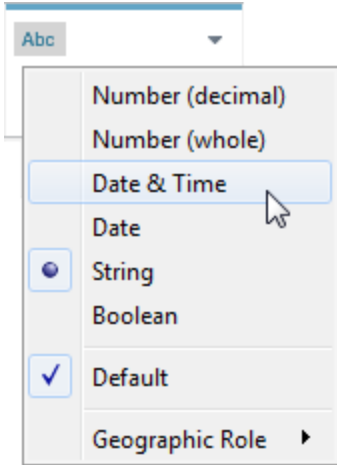 Abc
Number (decimal)
Number (whole)
Date & Time
Date
String
Boolean
Default
Geographic Role